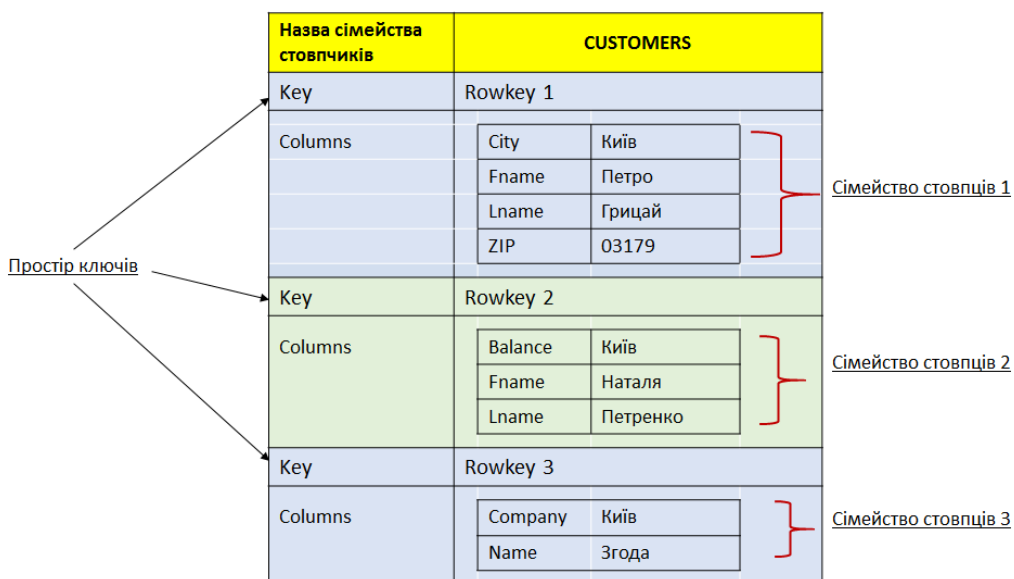 Назва сімейства
стовпчиків
CUSTOMERS
Key
Rowkey 1
Columns
City
Київ
Fname
Петро
Lname
Грицай
ZIP
03179
Сімейство стовпців 1
Простір ключів
Key
Rowkey 2
Columns
Balance
Київ
Fname
Наталя
Lname
Петренко
Сімейство стовпців 2
Key
Rowkey 3
Columns
Company
Київ
Name
Згода
Сімейство стовпців 3